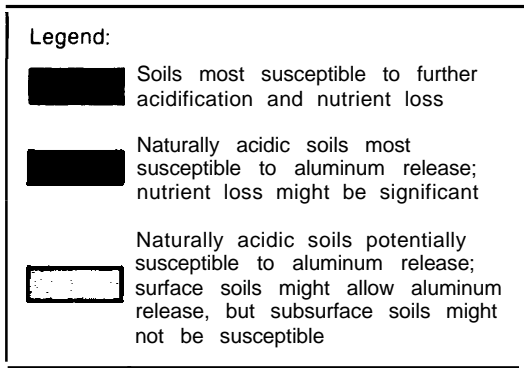 Legend:
Soils most susceptible to further
acidification and nutrient loss
Naturally acidic soils most
susceptible to aluminum release;
nutrient loss might be significant
Naturally acidic soils potentially
susceptible to aluminum release;
surface soils might allow aluminum
release, but subsurface soils might
not be susceptible